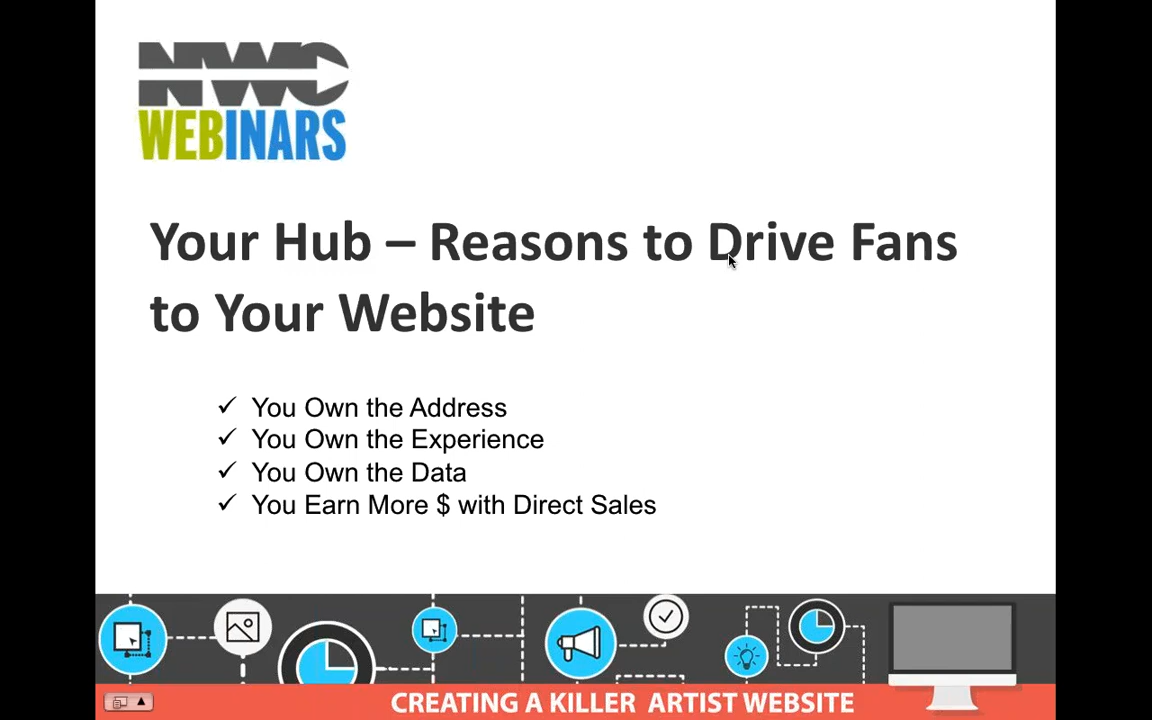 NWC
WEBINARS
Your Hub – Reasons to Drive Fans
to Your Website
✓ You Own the Address
✓ You Own the Experience
✓ You Own the Data
✓ You Earn More $ with Direct Sales
CREATING A KILLER ARTIST WEBSITE